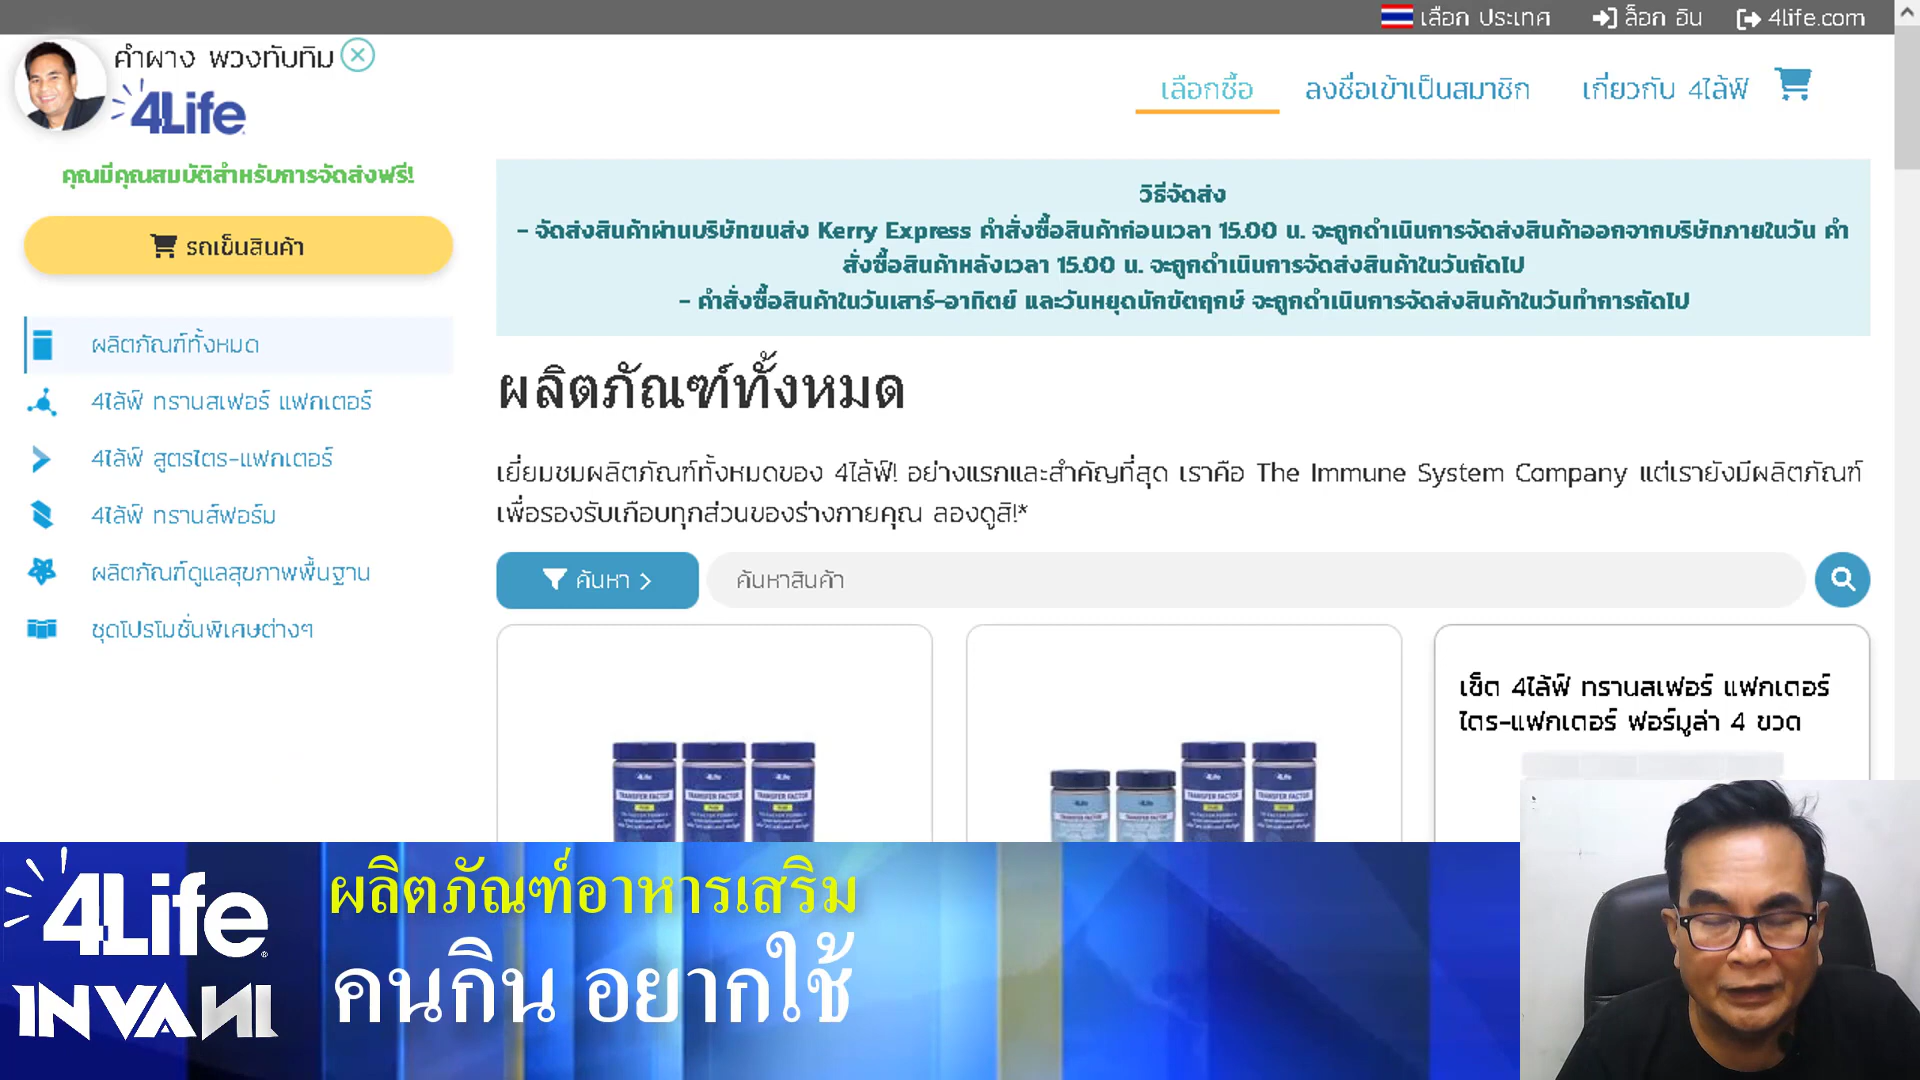 เลือก ประเทศ
ล็อก อิน
4life.com
คำผาง พวงทับทิม
4Life
เลือกซื้อ
ลงชื่อเข้าเป็นสมาชิก
เกี่ยวกับ 4ไล้ฟ์
คุณมีคุณสมบัติสำหรับการจัดส่งฟรี!
รถเข็นสินค้า
ผลิตภัณฑ์ทั้งหมด
4ไล้ฟ์ ทรานสเฟอร์ แฟกเตอร์
4ไล้ฟ์ สูตรไตร-แฟกเตอร์
4ไล้ฟ์ ทรานส์ฟอร์ม
ผลิตภัณฑ์ดูแลสุขภาพพื้นฐาน
ชุดโปรโมชั่นพิเศษต่างๆ
วิธีจัดส่ง
- จัดส่งสินค้าผ่านบริษัทขนส่ง Kerry Express คำสั่งซื้อสินค้าก่อนเวลา 15.00 น. จะถูกดำเนินการจัดส่งสินค้าออกจากบริษัทภายในวัน คำ
สั่งซื้อสินค้าหลังเวลา 15.00 น. จะถูกดำเนินการจัดส่งสินค้าในวันถัดไป
- คำสั่งซื้อสินค้าในวันเสาร์-อาทิตย์ และวันหยุดนักขัตฤกษ์ จะถูกดำเนินการจัดส่งสินค้าในวันทำการถัดไป
ผลิตภัณฑ์ทั้งหมด
เยี่ยมชมผลิตภัณฑ์ทั้งหมดของ 4ไล้ฟ์! อย่างแรกและสำคัญที่สุด เราคือ The Immune System Company แต่เรายังมีผลิตภัณฑ์
เพื่อรองรับเกือบทุกส่วนของร่างกายคุณ ลองดูสิ!*
ค้นหา
ค้นหาสินค้า
เซ็ต 4ไล้ฟ์ ทรานสเฟอร์ แฟกเตอร์
ไตร-แฟกเตอร์ ฟอร์มูล่า 4 ขวด
4Life
4Life
4Life
TRANSFER FACTOR
TRANSFER FACTOR
TRANSFER FACTOR
4Life
4Life
4Life
4Life
TRANSFER FACTOR
TRANSFER FACTOR
TRANSFER FACTOR
TRANSFER FACTOR
4Life
INVANI
ผลิตภัณฑ์อาหารเสริม
คนกิน อยากใช้